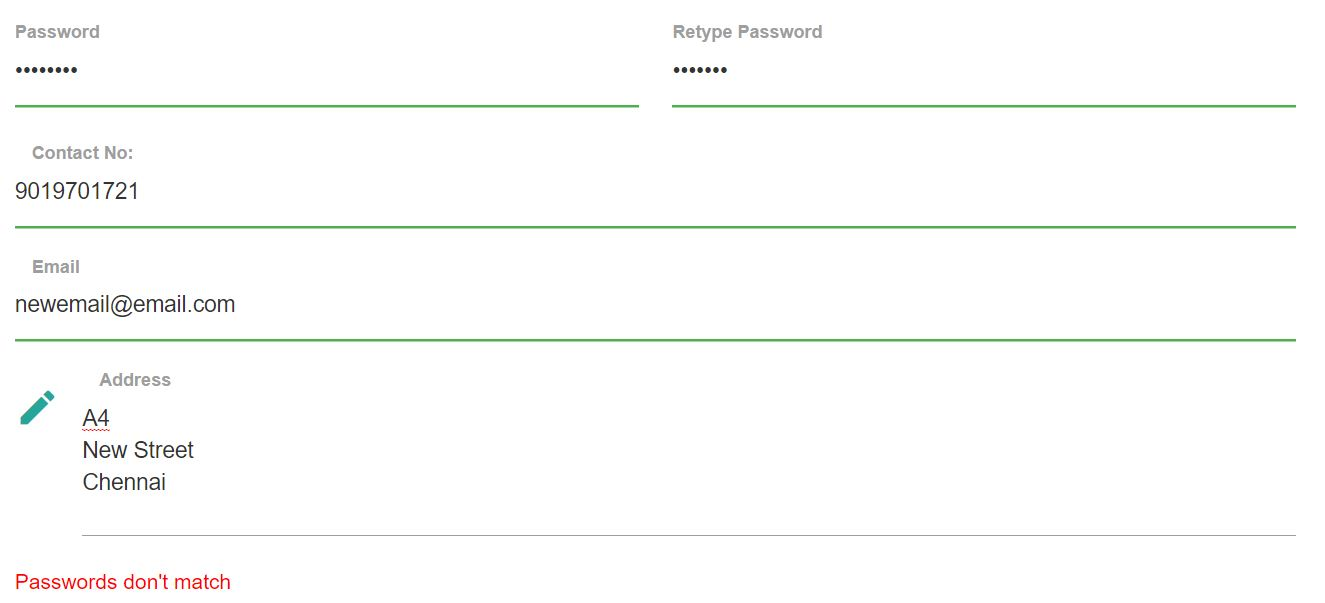 Password
Retype Password
••••••••
•••••••
Contact No:
9019701721
Email
newemail@email.com
Address
A4
New Street
Chennai
Passwords don't match